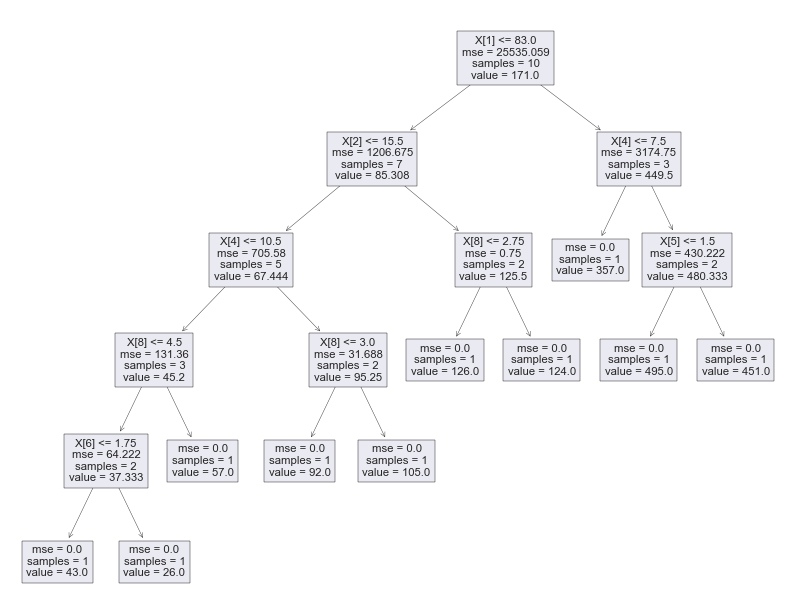 X[1] <= 83.0
mse = 25535.059
samples = 10
value = 171.0
X[2] <= 15.5
mse = 1206.675
samples = 7
value = 85.308
X[4] <= 7.5
mse = 3174.75
samples = 3
value = 449.5
X[4] <= 10.5
mse = 705.58
samples = 5
value = 67.444
X[8] <= 2.75
mse = 0.75
samples = 2
value = 125.5
mse = 0.0
samples = 1
value = 357.0
X[5] <= 1.5
mse = 430.222
samples = 2
value = 480.333
X[8] <= 4.5
mse = 131.36
samples = 3
value = 45.2
X[8] <= 3.0
mse = 31.688
samples = 2
value = 95.25
mse = 0.0
samples = 1
value = 126.0
mse = 0.0
samples = 1
value = 124.0
mse = 0.0
samples = 1
value = 495.0
mse = 0.0
samples = 1
value = 451.0
X[6] <= 1.75
mse = 64.222
samples = 2
value = 37.333
mse = 0.0
samples = 1
value = 57.0
mse = 0.0
samples = 1
value = 92.0
mse = 0.0
samples = 1
value = 105.0
mse = 0.0
samples = 1
value = 43.0
mse = 0.0
samples = 1
value = 26.0